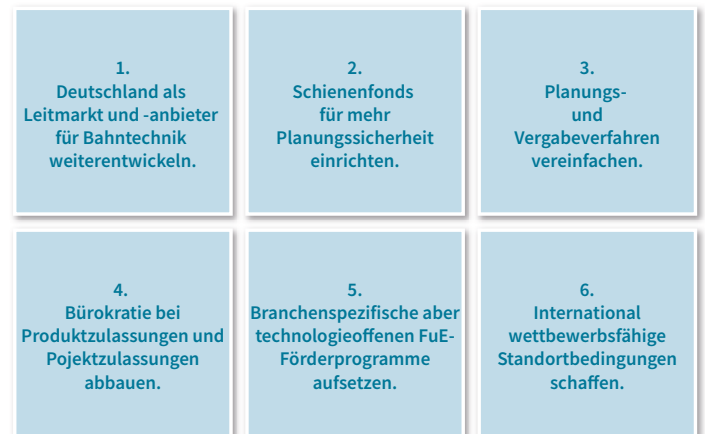 1.
Deutschland als
Leitmarkt und -anbieter
für Bahntechnik
weiterentwickeln.
2.
Schienenfonds
für mehr
Planungssicherheit
einrichten.
3.
Planungs-
und
Vergabeverfahren
vereinfachen.
4.
Bürokratie bei
Produktzulassungen und
Pojektzulassungen
abbauen.
5.
Branchenspezifische aber
technologieoffenen FuE-
Förderprogramme
aufsetzen.
6.
International
wettbewerbsfähige
Standortbedingungen
schaffen.